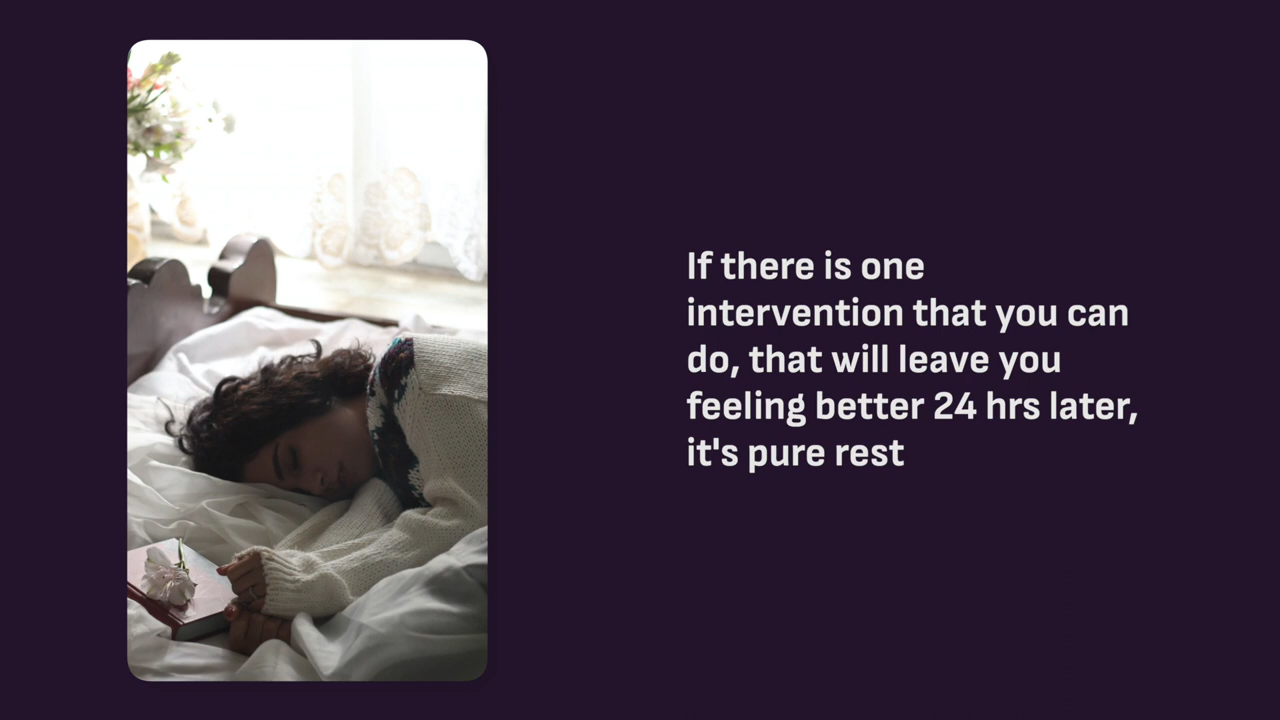 If there is one
intervention that you can
do, that will leave you
feeling better 24 hrs later,
it's pure rest